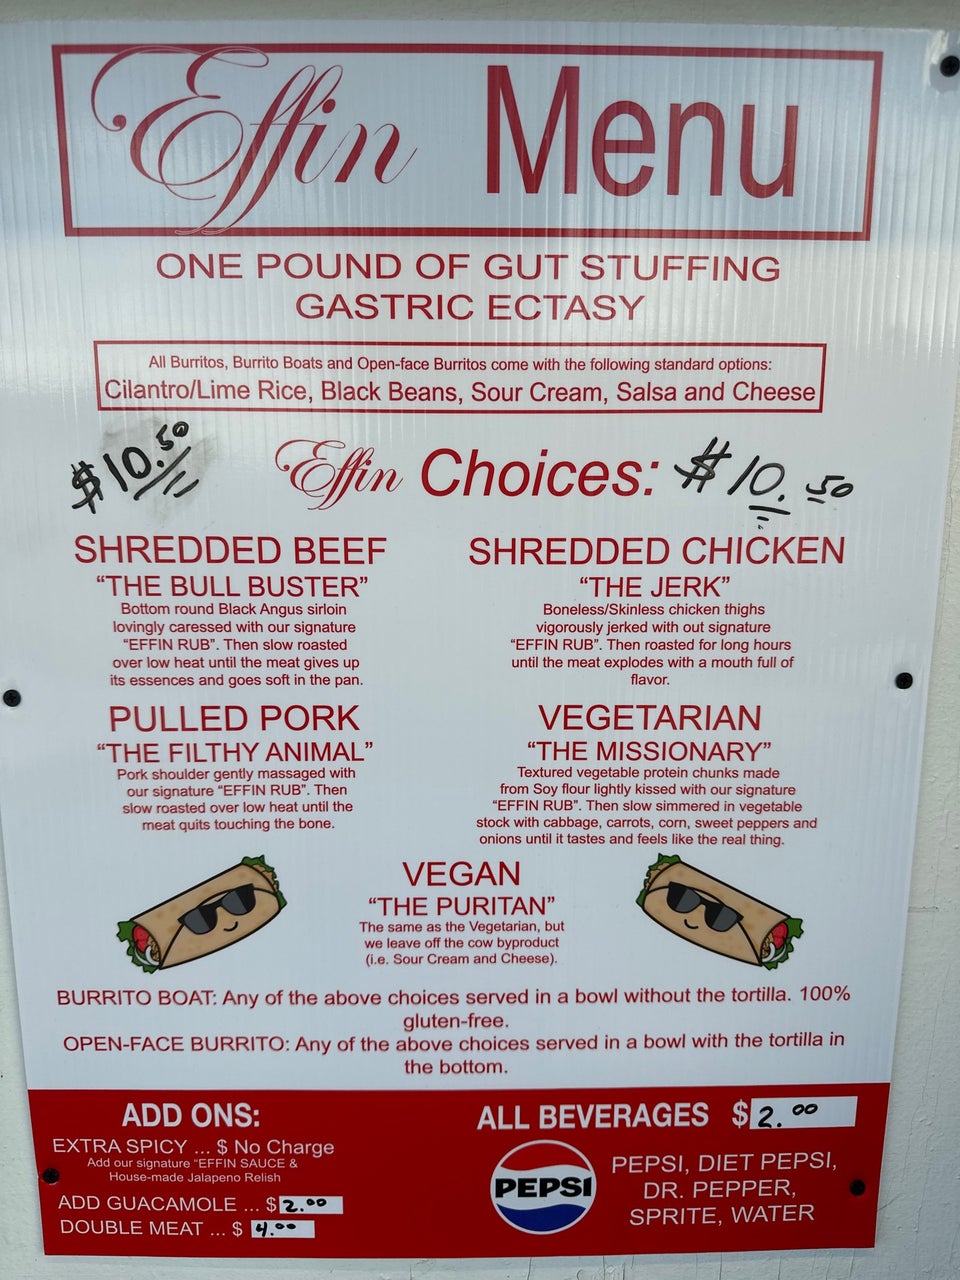 Effin Menu
ONE POUND OF GUT STUFFING
GASTRIC ECTASY
All Burritos, Burrito Boats and Open-face Burritos come with the following standard options:
Cilantro/Lime Rice, Black Beans, Sour Cream, Salsa and Cheese
$10.50
Effin Choices: $10.50
SHREDDED BEEF
"THE BULL BUSTER"
Bottom round Black Angus sirloin
lovingly caressed with our signature
"EFFIN RUB". Then slow roasted
over low heat until the meat gives up
its essences and goes soft in the pan.
SHREDDED CHICKEN
"THE JERK"
Boneless/Skinless chicken thighs
vigorously jerked with out signature
"EFFIN RUB". Then roasted for long hours
until the meat explodes with a mouth full of
flavor.
PULLED PORK
"THE FILTHY ANIMAL"
Pork shoulder gently massaged with
our signature "EFFIN RUB". Then
slow roasted over low heat until the
meat quits touching the bone.
VEGETARIAN
"THE MISSIONARY"
Textured vegetable protein chunks made
from Soy flour lightly kissed with our signature
"EFFIN RUB". Then slow simmered in vegetable
stock with cabbage, carrots, corn, sweet peppers and
onions until it tastes and feels like the real thing.
VEGAN
"THE PURITAN"
The same as the Vegetarian, but
we leave off the cow byproduct
(i.e. Sour Cream and Cheese).
BURRITO BOAT: Any of the above choices served in a bowl without the tortilla. 100%
gluten-free.
OPEN-FACE BURRITO: Any of the above choices served in a bowl with the tortilla in
the bottom.
ADD ONS:
EXTRA SPICY ... $ No Charge
Add our signature "EFFIN SAUCE &
House-made Jalapeno Relish
ADD GUACAMOLE ... $ 2.00
DOUBLE MEAT ... $ 4.00
ALL BEVERAGES $ 2.00
PEPSI
PEPSI, DIET PEPSI,
DR. PEPPER,
SPRITE, WATER